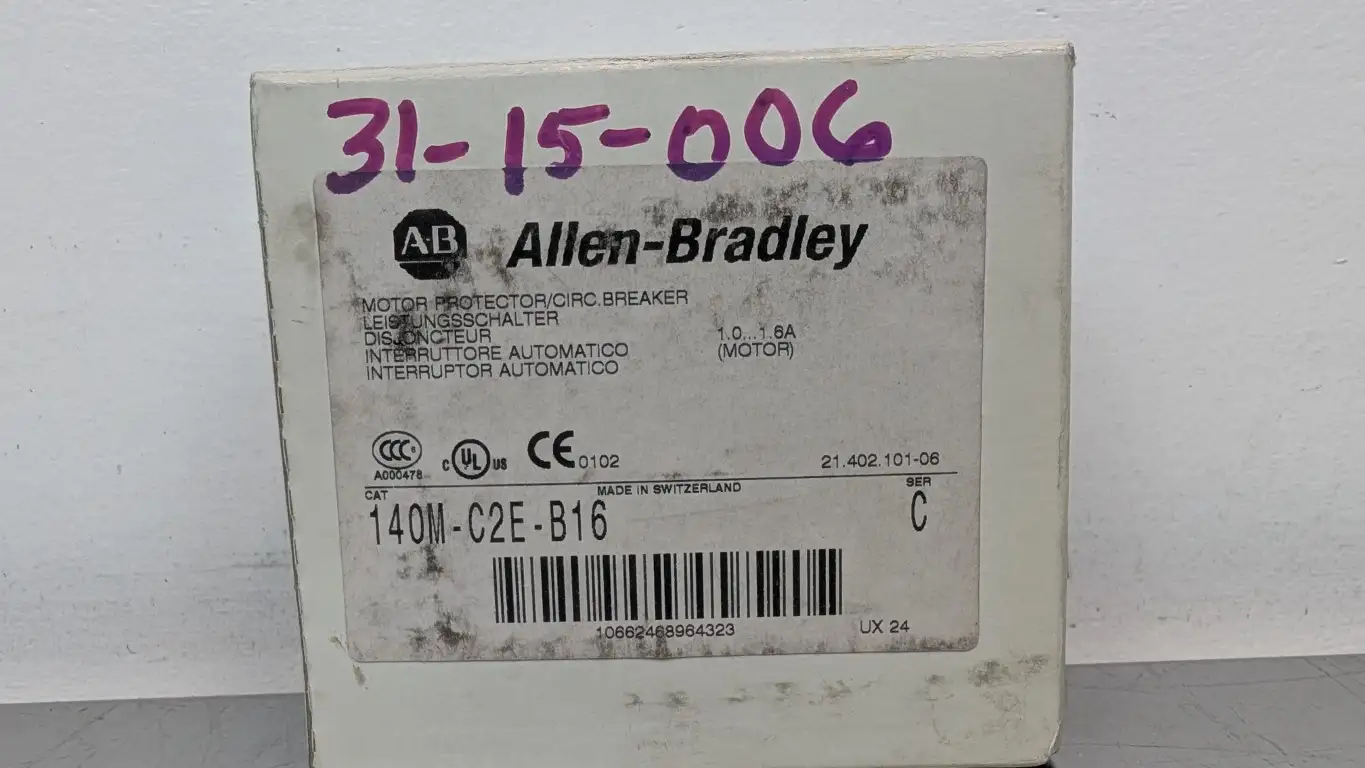 31-15-006
A-B Allen-Bradley
MOTOR PROTECTOR/CIRC.BREAKER
LEISTUNGSSCHALTER
DISJONCTEUR 1.0...1.6A
INTERRUTTORE AUTOMATICO (MOTOR)
INTERRUPTOR AUTOMATICO
CCC
A000478
C UL US
CE 0102
21.402.101-06
CAT MADE IN SWITZERLAND SER
140M-C2E-B16 C
10662468964323 UX 24